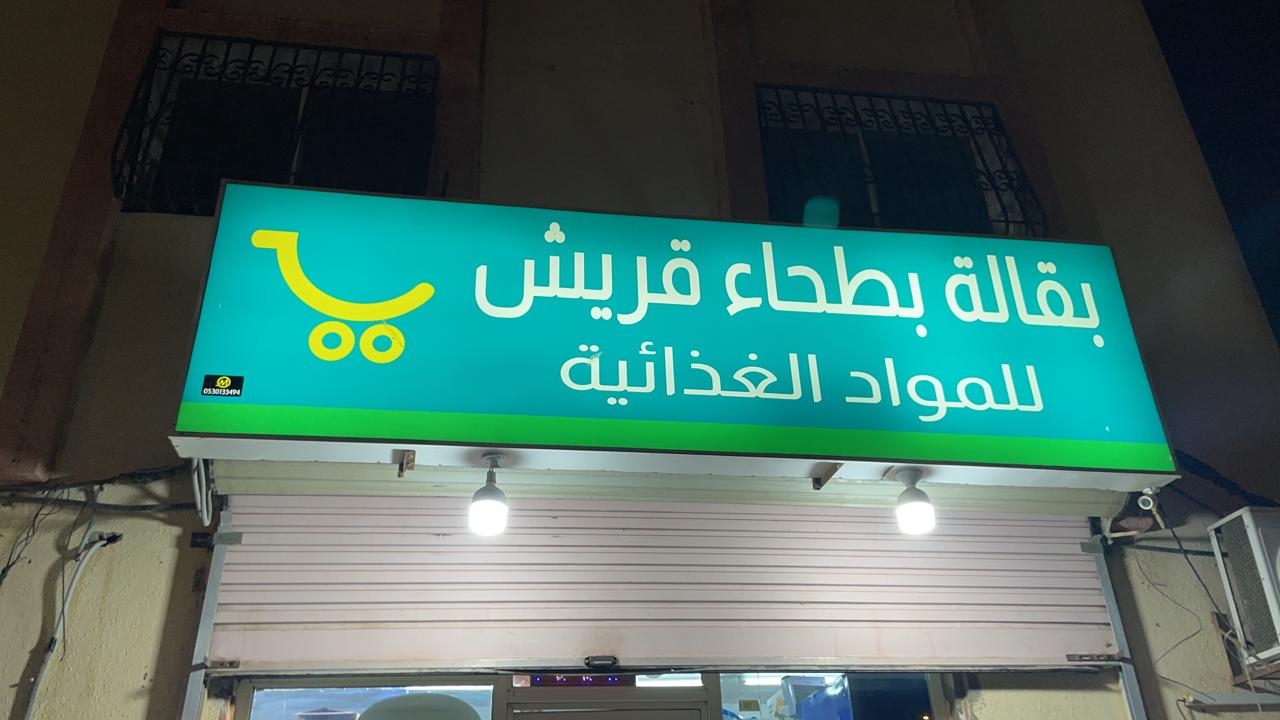 بقالة بطحاء قريش
للمواد الغذائية
M
0530133494